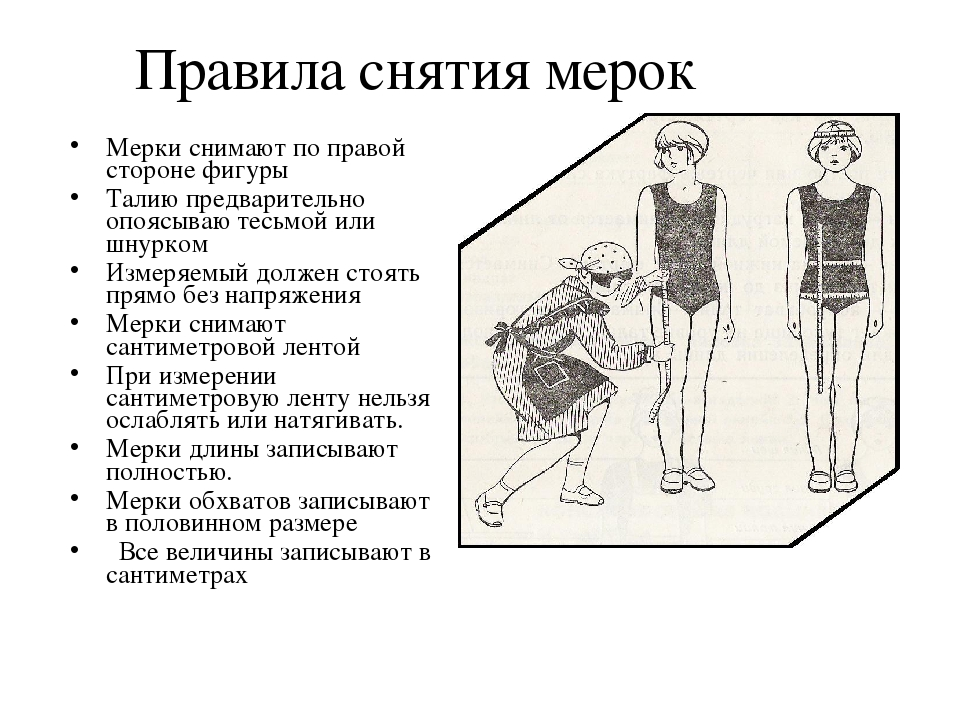 Правила снятия мерок
• Мерки снимают по правой
стороне фигуры
• Талию предварительно
опоясываю тесьмой или
шнурком
• Измеряемый должен стоять
прямо без напряжения
• Мерки снимают
сантиметровой лентой
• При измерении
сантиметровую ленту нельзя
ослаблять или натягивать.
• Мерки длины записывают
полностью.
• Мерки обхватов записывают
в половинном размере
• Все величины записывают в
сантиметрах